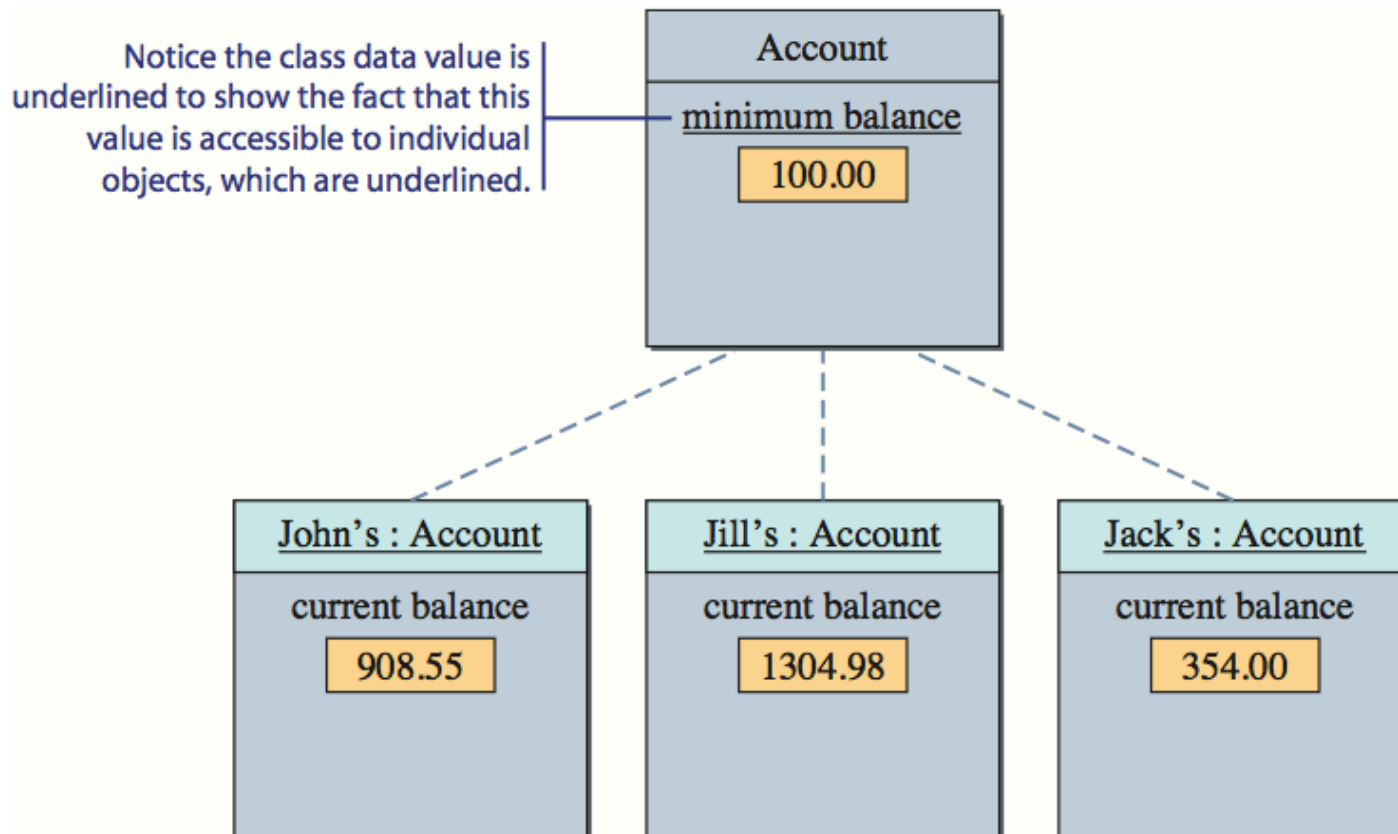 Notice the class data value is
underlined to show the fact that this
value is accessible to individual
objects, which are underlined.
Account
minimum balance
100.00
John’s : Account
current balance
908.55
Jill’s : Account
current balance
1304.98
Jack’s : Account
current balance
354.00